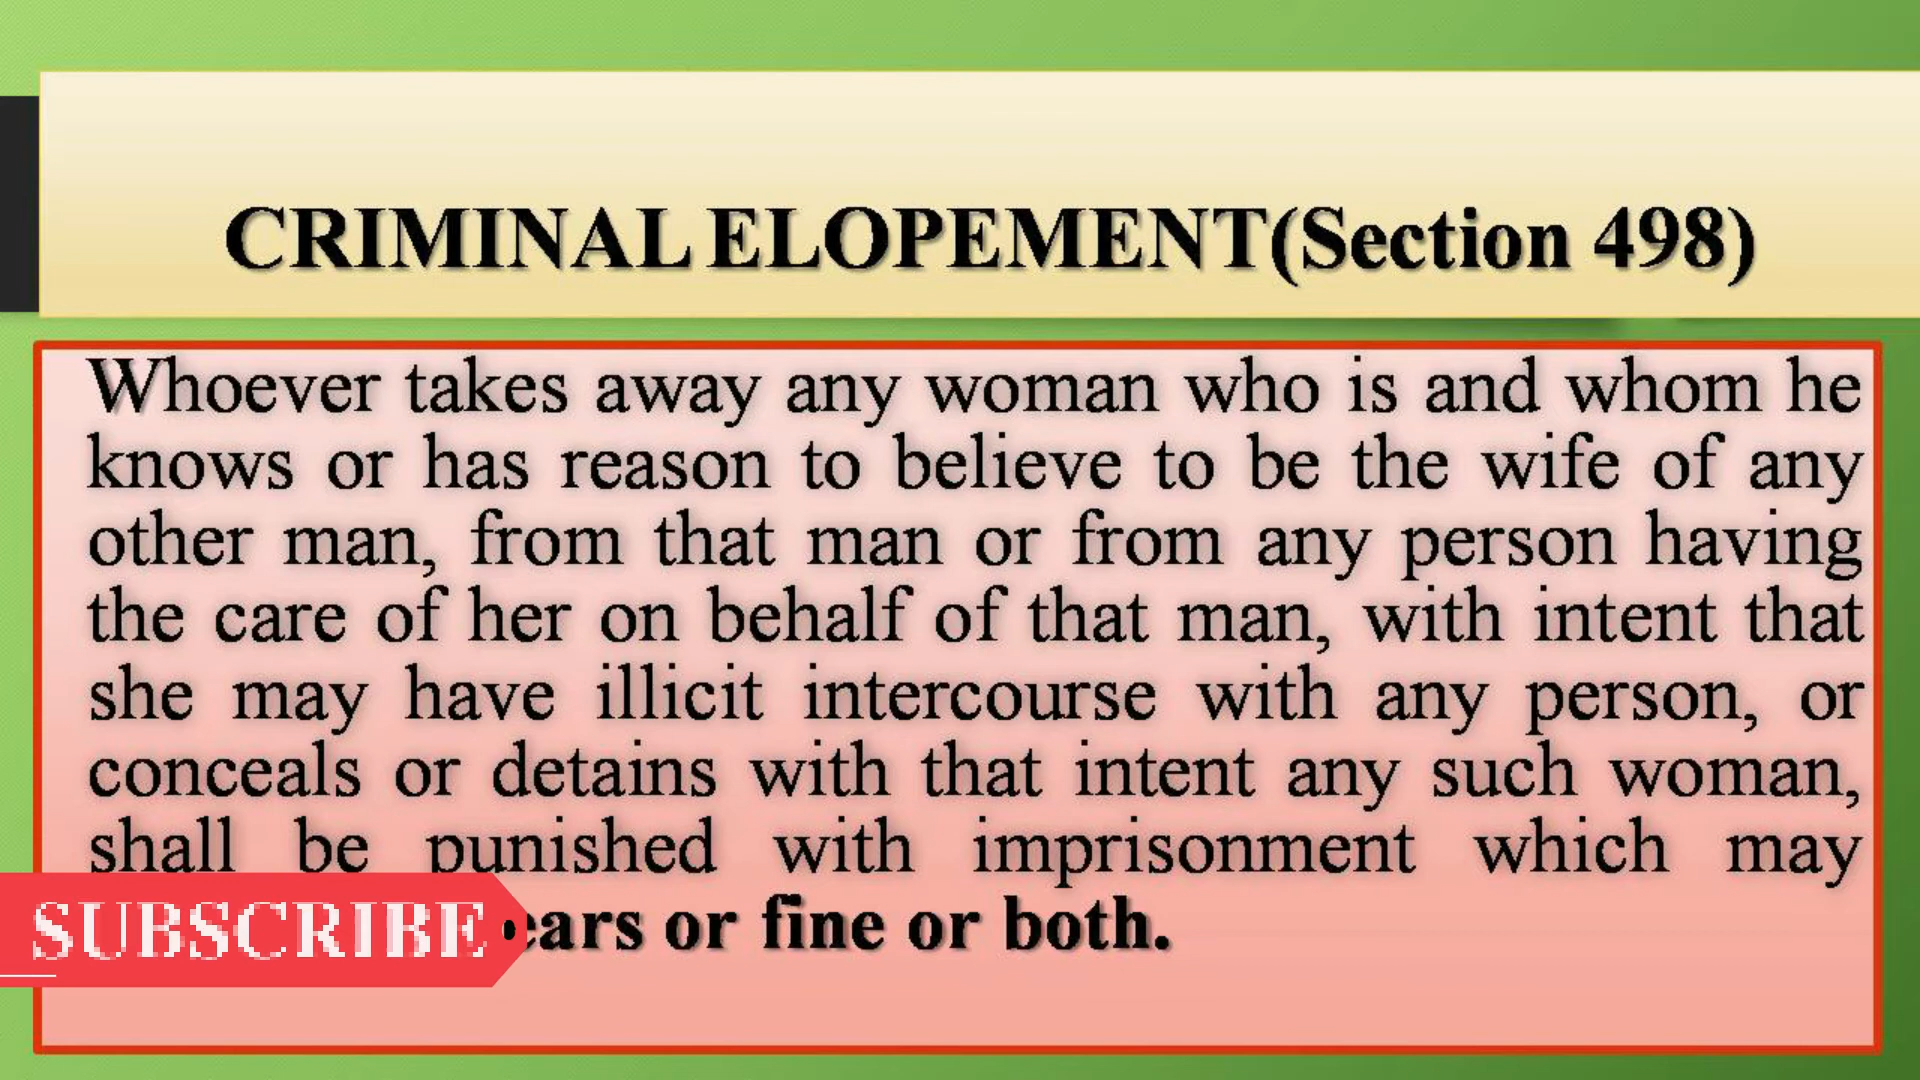 CRIMINAL ELOPEMENT(Section 498)
Whoever takes away any woman who is and whom he
knows or has reason to believe to be the wife of any
other man, from that man or from any person having
the care of her on behalf of that man, with intent that
she may have illicit intercourse with any person, or
conceals or detains with that intent any such woman,
shall be punished with imprisonment which may
or fine or both.
SUBSCRIBE